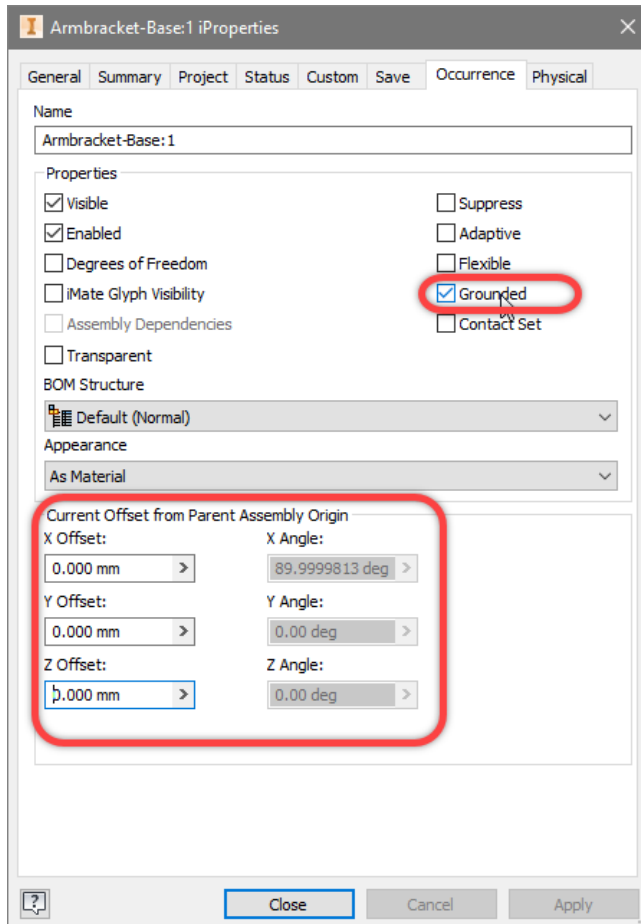 Armbracket-Base:1 iProperties
General Summary Project Status Custom Save Occurrence Physical
Name
Armbracket-Base:1
Properties
Visible
Suppress
Enabled
Adaptive
Degrees of Freedom
Flexible
iMate Glyph Visibility
Grounded
Assembly Dependencies
Contact Set
Transparent
BOM Structure
Default (Normal)
Appearance
As Material
Current Offset from Parent Assembly Origin
X Offset:
X Angle:
0.000 mm
89.9999813 deg
Y Offset:
Y Angle:
0.000 mm
0.00 deg
Z Offset:
Z Angle:
0.000 mm
0.00 deg
Close
Cancel
Apply